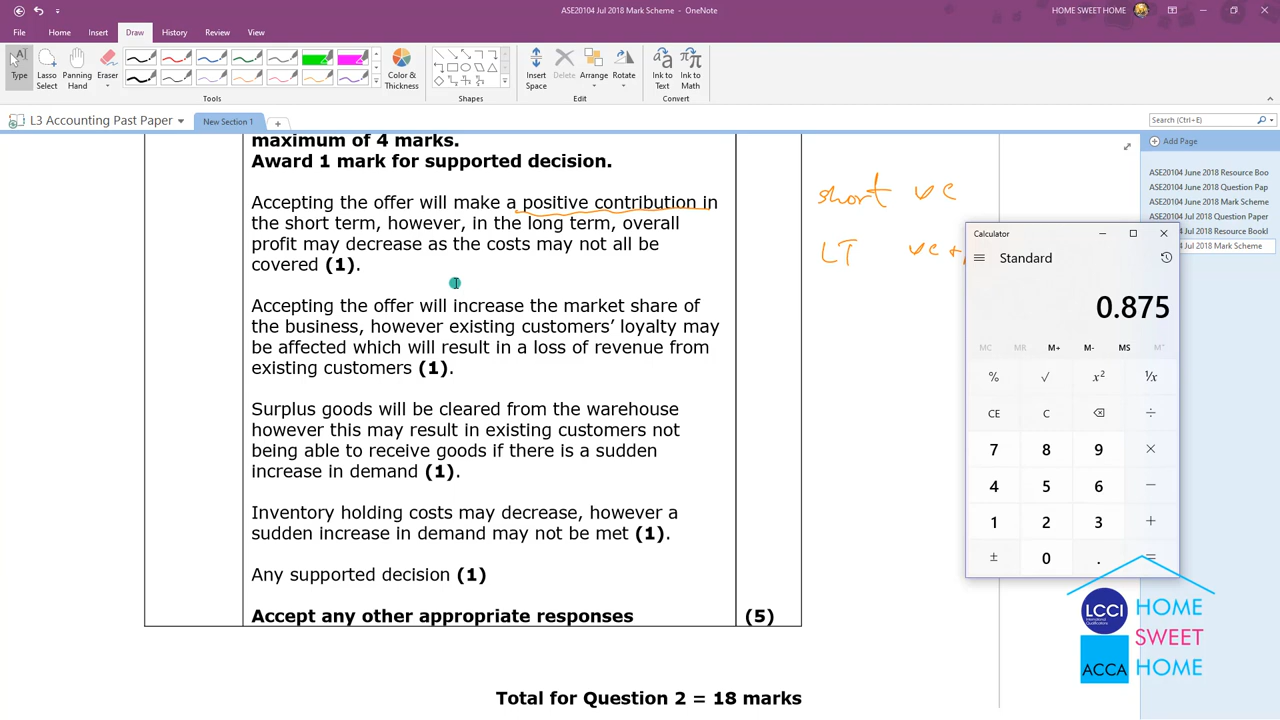 ASE20104 Jul 2018 Mark Scheme - OneNote
HOME SWEET HOME
File Home Insert Draw History Review View
Type
Lasso Select
Panning Hand
Eraser
Color & Thickness
Insert Space
Delete
Arrange
Rotate
Ink to Text
Ink to Math
Tools Shapes Edit Convert
L3 Accounting Past Paper
New Section 1
Search (Ctrl+E)
Add Page
ASE20104 June 2018 Resource Boo
ASE20104 June 2018 Question Pap
ASE20104 June 2018 Mark Scheme
Jul 2018 Question Paper
Jul 2018 Resource Bookl
Jul 2018 Mark Scheme
maximum of 4 marks.
Award 1 mark for supported decision.
Accepting the offer will make a positive contribution in
the short term, however, in the long term, overall
profit may decrease as the costs may not all be
covered (1).
Accepting the offer will increase the market share of
the business, however existing customers’ loyalty may
be affected which will result in a loss of revenue from
existing customers (1).
Surplus goods will be cleared from the warehouse
however this may result in existing customers not
being able to receive goods if there is a sudden
increase in demand (1).
Inventory holding costs may decrease, however a
sudden increase in demand may not be met (1).
Any supported decision (1)
Accept any other appropriate responses (5)
Total for Question 2 = 18 marks
short vc
LT vc +
Calculator
Standard
0.875
MC MR M+ M- MS M˅
% √ x² ¹/x
CE C ⌫ ÷
7 8 9 ×
4 5 6 −
1 2 3 +
± 0 . =
LCCI
International Qualifications
ACCA
HOME
SWEET
HOME